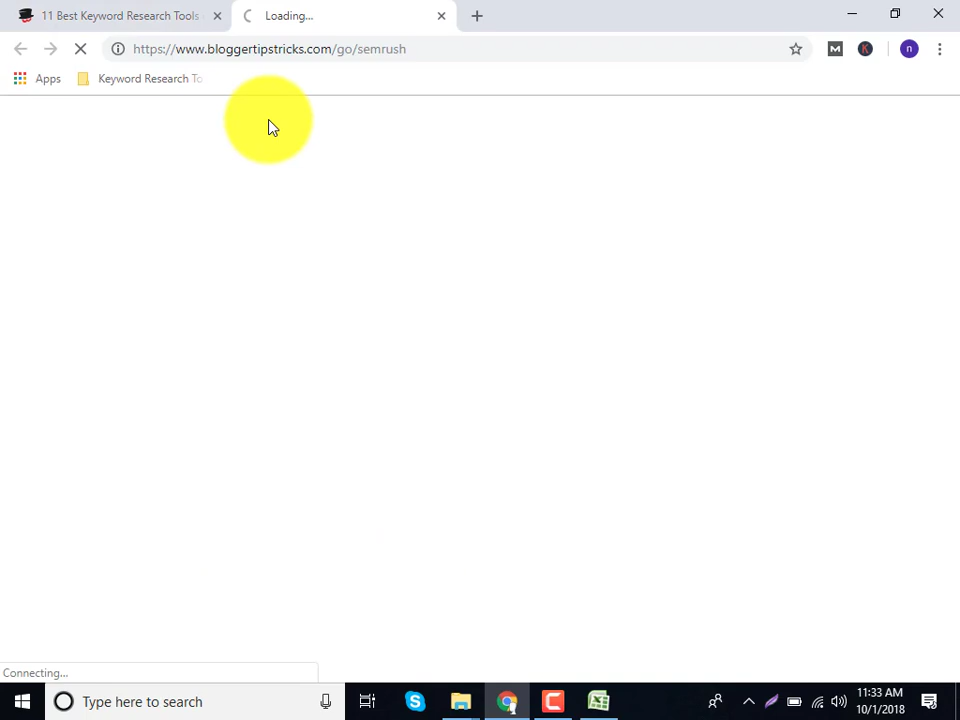 11 Best Keyword Research Tools
Loading...
https://www.bloggertipstricks.com/go/semrush
M
K
n
Apps
Keyword Research To
Connecting...
Type here to search
11:33 AM
10/1/2018